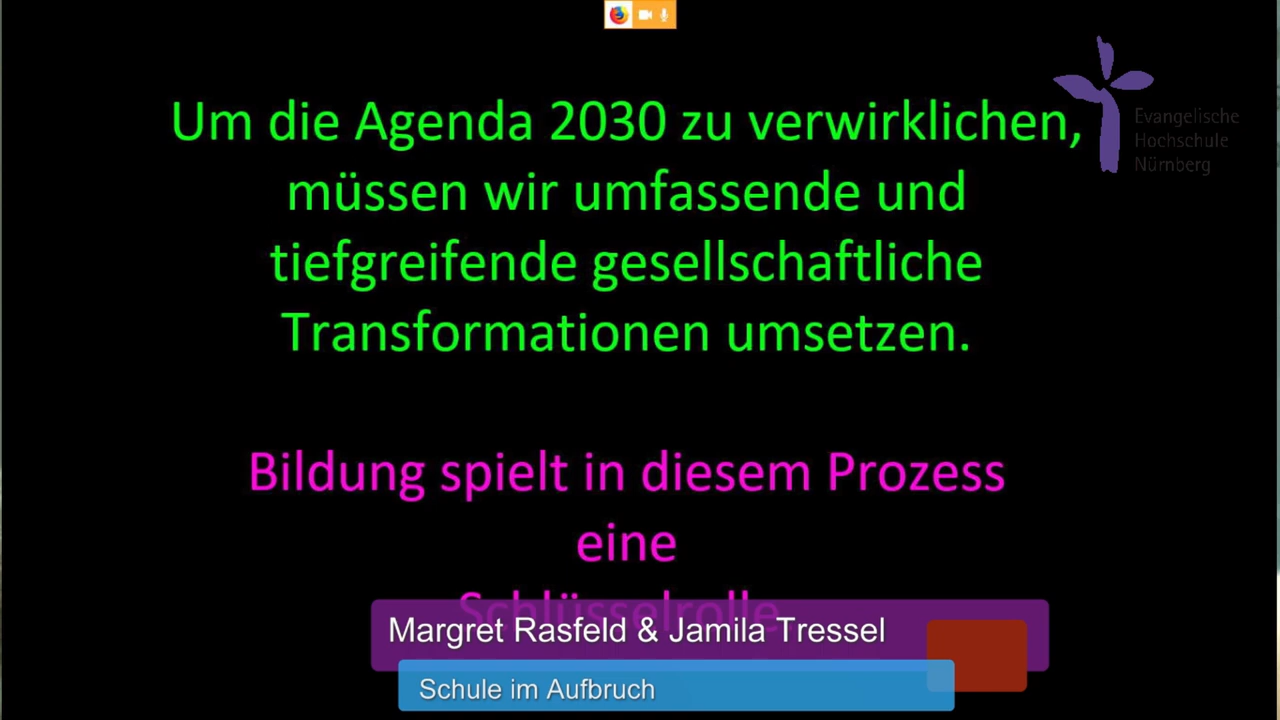 Um die Agenda 2030 zu verwirklichen,
müssen wir umfassende und
tiefgreifende gesellschaftliche
Transformationen umsetzen.
Evangelische
Hochschule
Nürnberg
Bildung spielt in diesem Prozess
eine
Schlüsselrolle.
Margret Rasfeld & Jamila Tressel
Schule im Aufbruch